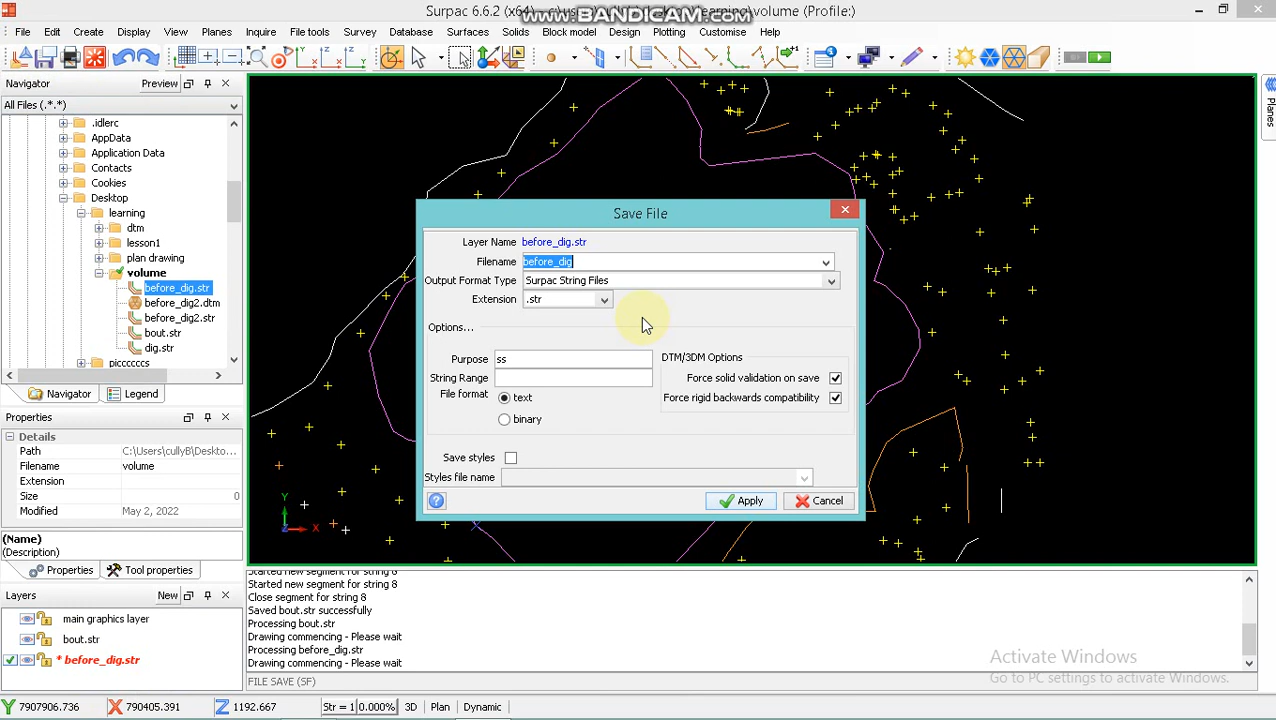 Surpac 6.6.2 (x64)
learning\volume (Profile:)
www.BANDICAM.com
File Edit Create Display View Planes Inquire File tools Survey Database Surfaces Solids Block model Design Plotting Customise Help
Navigator
Preview
All Files (.*.*)
.idlerc
AppData
Application Data
Contacts
Cookies
Desktop
learning
dtm
lesson1
plan drawing
volume
before_dig.str
before_dig2.dtm
before_dig2.str
bout.str
dig.str
piccccccs
Navigator
Legend
Properties
Details
Path C:\Users\cullyB\Desktop...
Filename volume
Extension
Size 0
Modified May 2, 2022
(Name)
(Description)
Properties
Tool properties
Layers
New
main graphics layer
bout.str
* before_dig.str
Planes
Save File
Layer Name before_dig.str
Filename before_dig
Output Format Type Surpac String Files
Extension .str
Options...
Purpose ss
String Range
File format text
binary
DTM/3DM Options
Force solid validation on save
Force rigid backwards compatibility
Save styles
Styles file name
Apply
Cancel
Y
X
Z
Started new segment for string 8
Started new segment for string 8
Close segment for string 8
Saved bout.str successfully
Processing bout.str
Drawing commencing - Please wait
Processing before_dig.str
Drawing commencing - Please wait
FILE SAVE (SF)
Activate Windows
Go to PC settings to activate Windows.
Y 7907906.736 X 790405.391 Z 1192.667 Str = 1 0.000% 3D Plan Dynamic